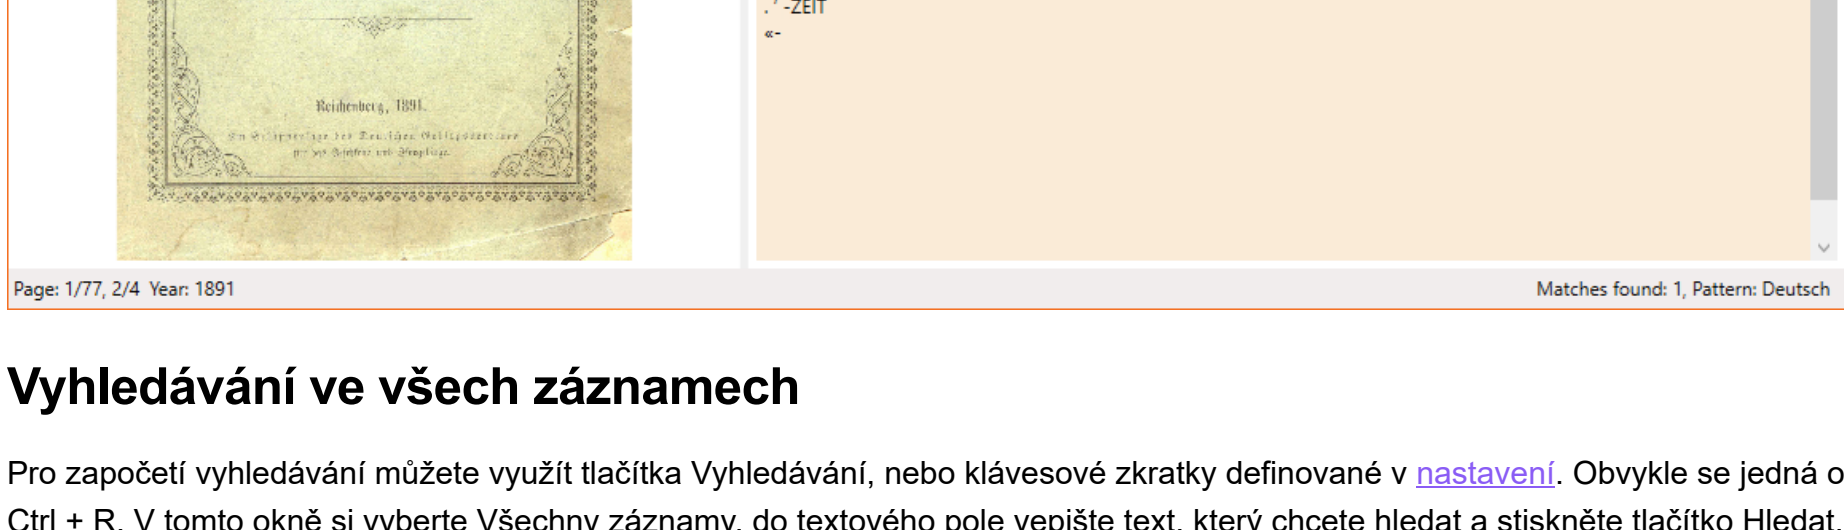 .´-ZEIT
«-
Reichenberg, 1891.
Page: 1/77, 2/4 Year: 1891
Matches found: 1, Pattern: Deutsch
Vyhledávání ve všech záznamech
Pro započetí vyhledávání můžete využít tlačítka Vyhledávání, nebo klávesové zkratky definované v nastavení. Obvykle se jedná o
Ctrl + R. V tomto okně si vyberte Všechny záznamy, do textového pole vepište text, který chcete hledat a stiskněte tlačítko Hledat.